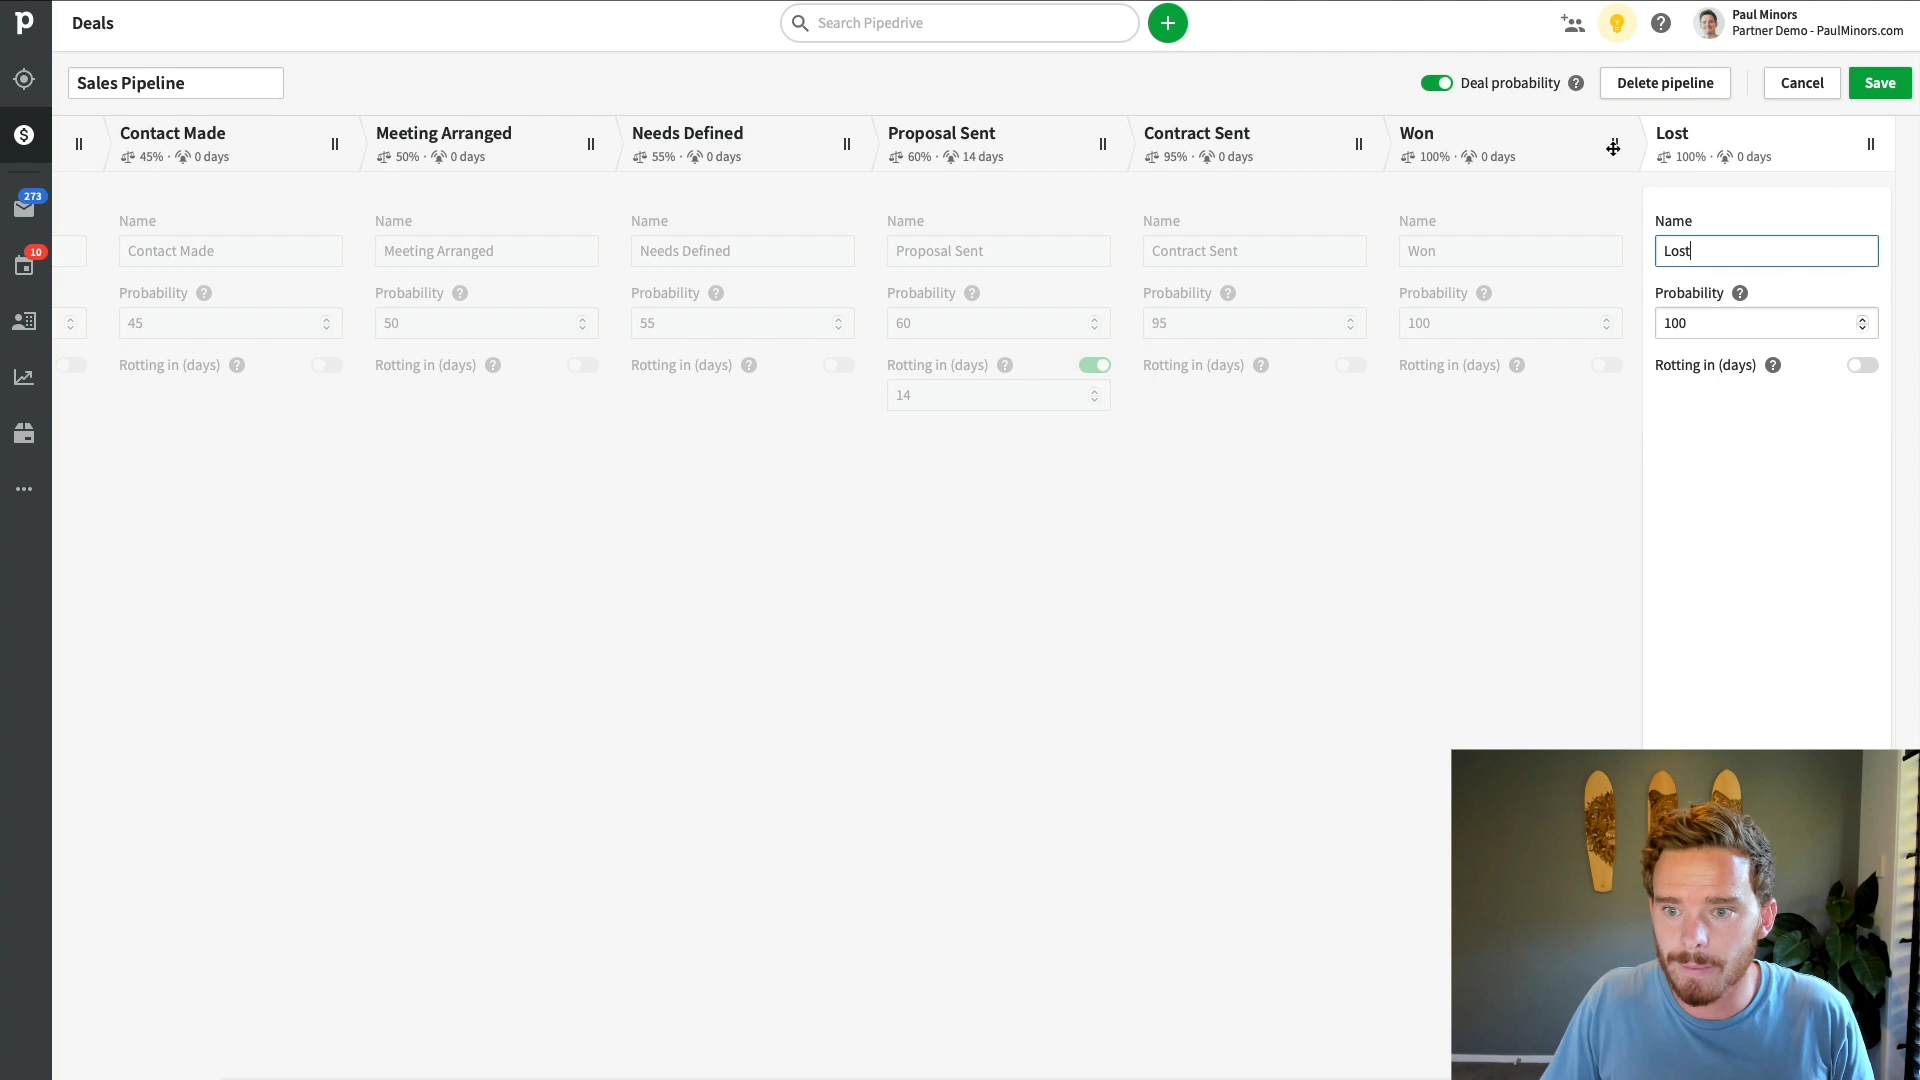 p
Deals
Search Pipedrive
Paul Minors
Partner Demo - PaulMinors.com
Sales Pipeline
Deal probability ?
Delete pipeline
Cancel
Save
Contact Made
45% · 0 days
Meeting Arranged
50% · 0 days
Needs Defined
55% · 0 days
Proposal Sent
60% · 14 days
Contract Sent
95% · 0 days
Won
100% · 0 days
Lost
100% · 0 days
273
10
Name
Contact Made
Probability ?
45
Rotting in (days) ?
Name
Meeting Arranged
Probability ?
50
Rotting in (days) ?
Name
Needs Defined
Probability ?
55
Rotting in (days) ?
Name
Proposal Sent
Probability ?
60
Rotting in (days) ?
14
Name
Contract Sent
Probability ?
95
Rotting in (days) ?
Name
Won
Probability ?
100
Rotting in (days) ?
Name
Lost
Probability ?
100
Rotting in (days) ?